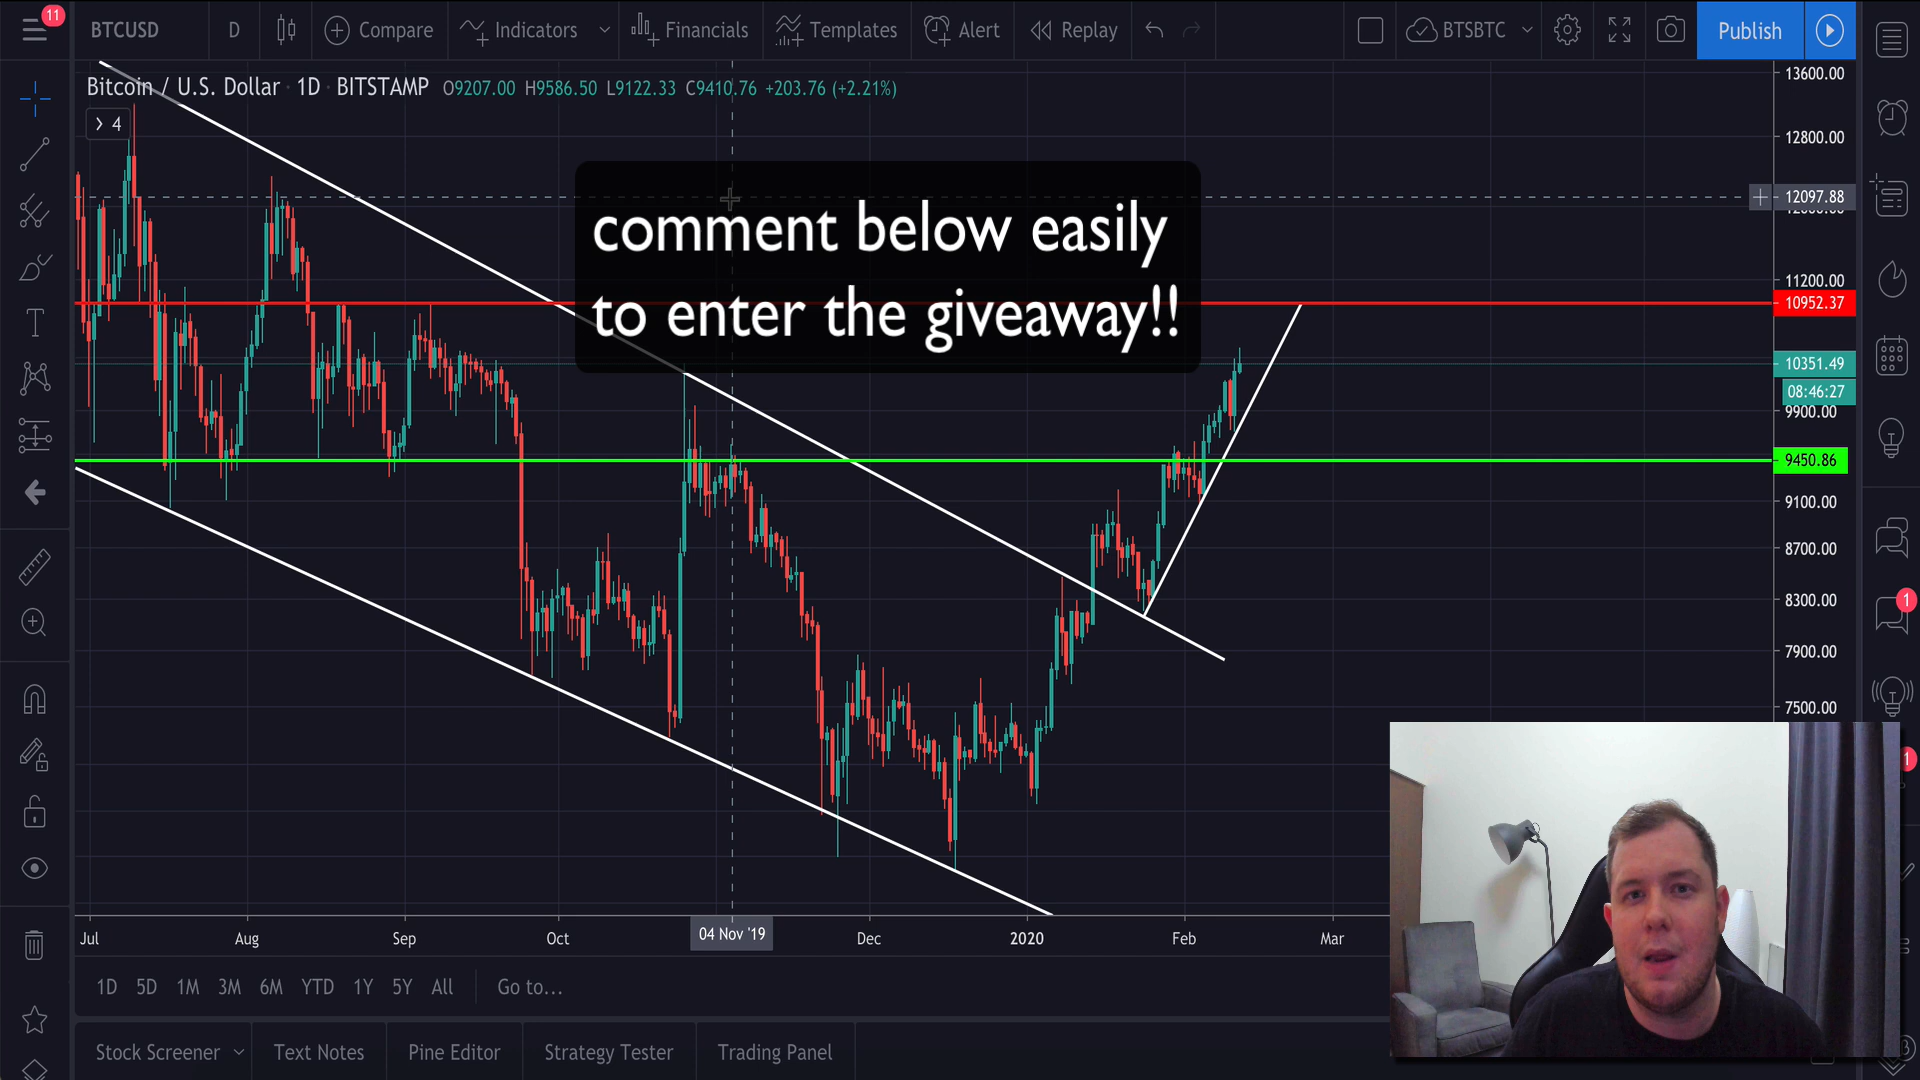 11
BTCUSD
D
Compare
Indicators
Financials
Templates
Alert
Replay
BTSBTC
Publish
Bitcoin / U.S. Dollar · 1D · BITSTAMP O9207.00 H9586.50 L9122.33 C9410.76 +203.76 (+2.21%)
4
comment below easily
to enter the giveaway!!
13600.00
12800.00
12097.88
11200.00
10952.37
10351.49
08:46:27
9900.00
9450.86
9100.00
8700.00
8300.00
7900.00
7500.00
1
1
Jul
Aug
Sep
Oct
04 Nov '19
Dec
2020
Feb
Mar
1D 5D 1M 3M 6M YTD 1Y 5Y All Go to...
Stock Screener
Text Notes
Pine Editor
Strategy Tester
Trading Panel